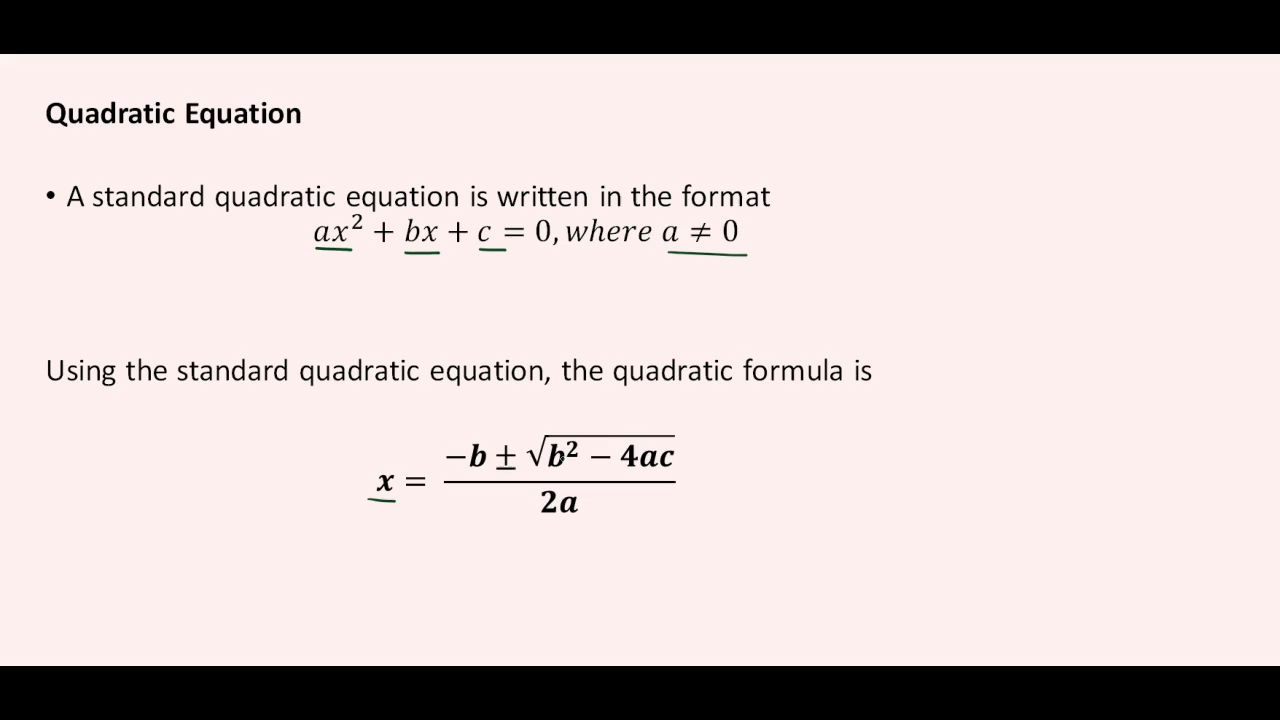 Quadratic Equation
• A standard quadratic equation is written in the format
ax² + bx + c = 0, where a ≠ 0
Using the standard quadratic equation, the quadratic formula is
x = (−b ± √(b² − 4ac)) / 2a